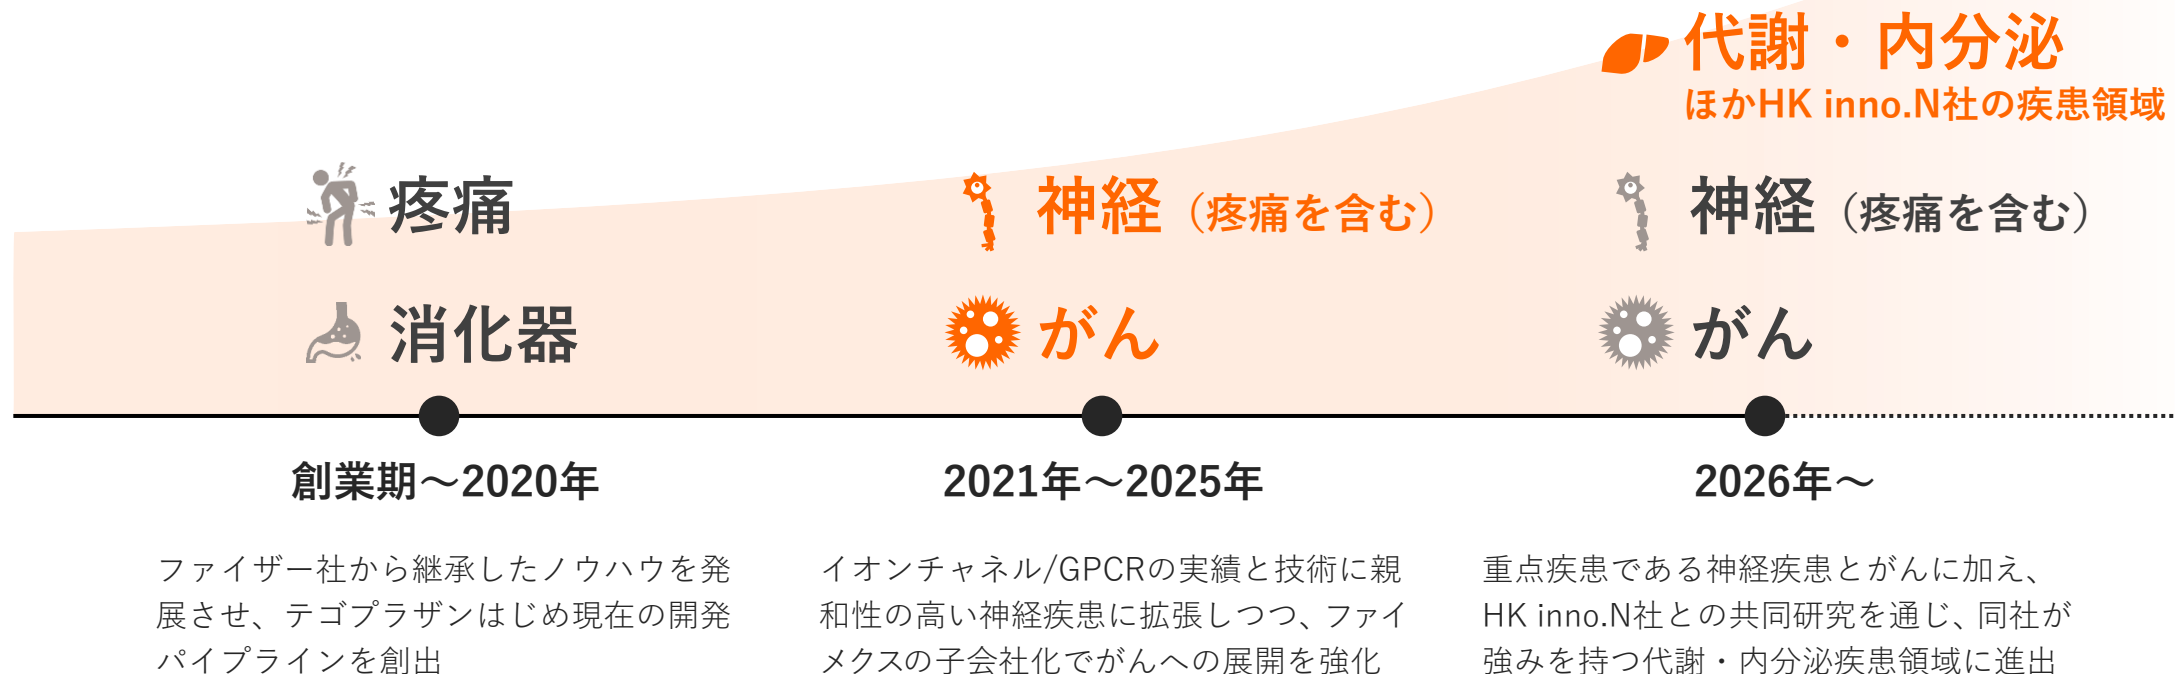 代謝・内分泌
ほかHK inno.N社の疾患領域
疼痛
消化器
神経（疼痛を含む）
がん
神経（疼痛を含む）
がん
創業期～2020年
ファイザー社から継承したノウハウを発
展させ、テゴプラザンはじめ現在の開発
パイプラインを創出
2021年～2025年
イオンチャネル/GPCRの実績と技術に親
和性の高い神経疾患に拡張しつつ、ファイ
メクスの子会社化でがんへの展開を強化
2026年～
重点疾患である神経疾患とがんに加え、
HK inno.N社との共同研究を通じ、同社が
強みを持つ代謝・内分泌疾患領域に進出